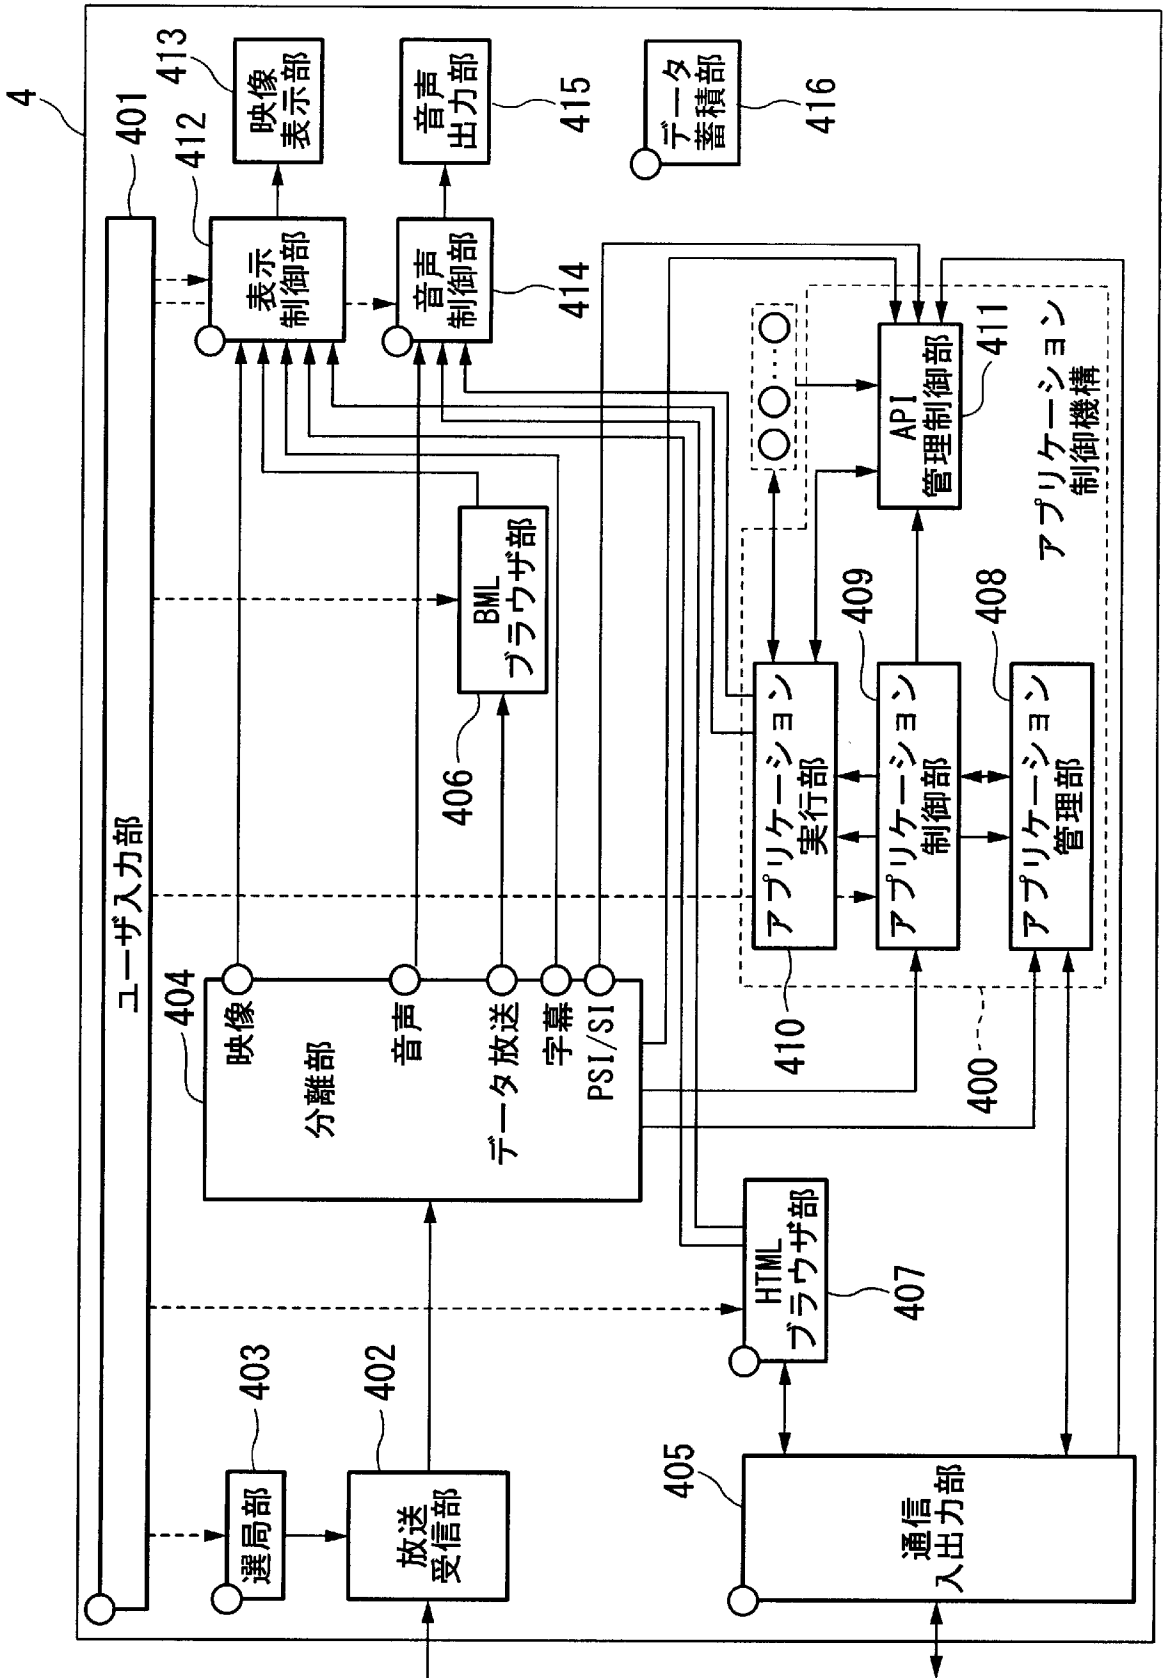 4
401
ユーザ入力部
403
選局部
402
放送
受信部
404
分離部
映像
音声
データ放送
字幕
PSI/SI
405
通信
入出力部
406
BML
ブラウザ部
407
HTML
ブラウザ部
412
表示
制御部
413
映像
表示部
414
音声
制御部
415
音声
出力部
416
データ
蓄積部
400
410
アプリケーション
実行部
409
アプリケーション
制御部
408
アプリケーション
管理部
…
API
管理制御部
411
アプリケーション
制御機構